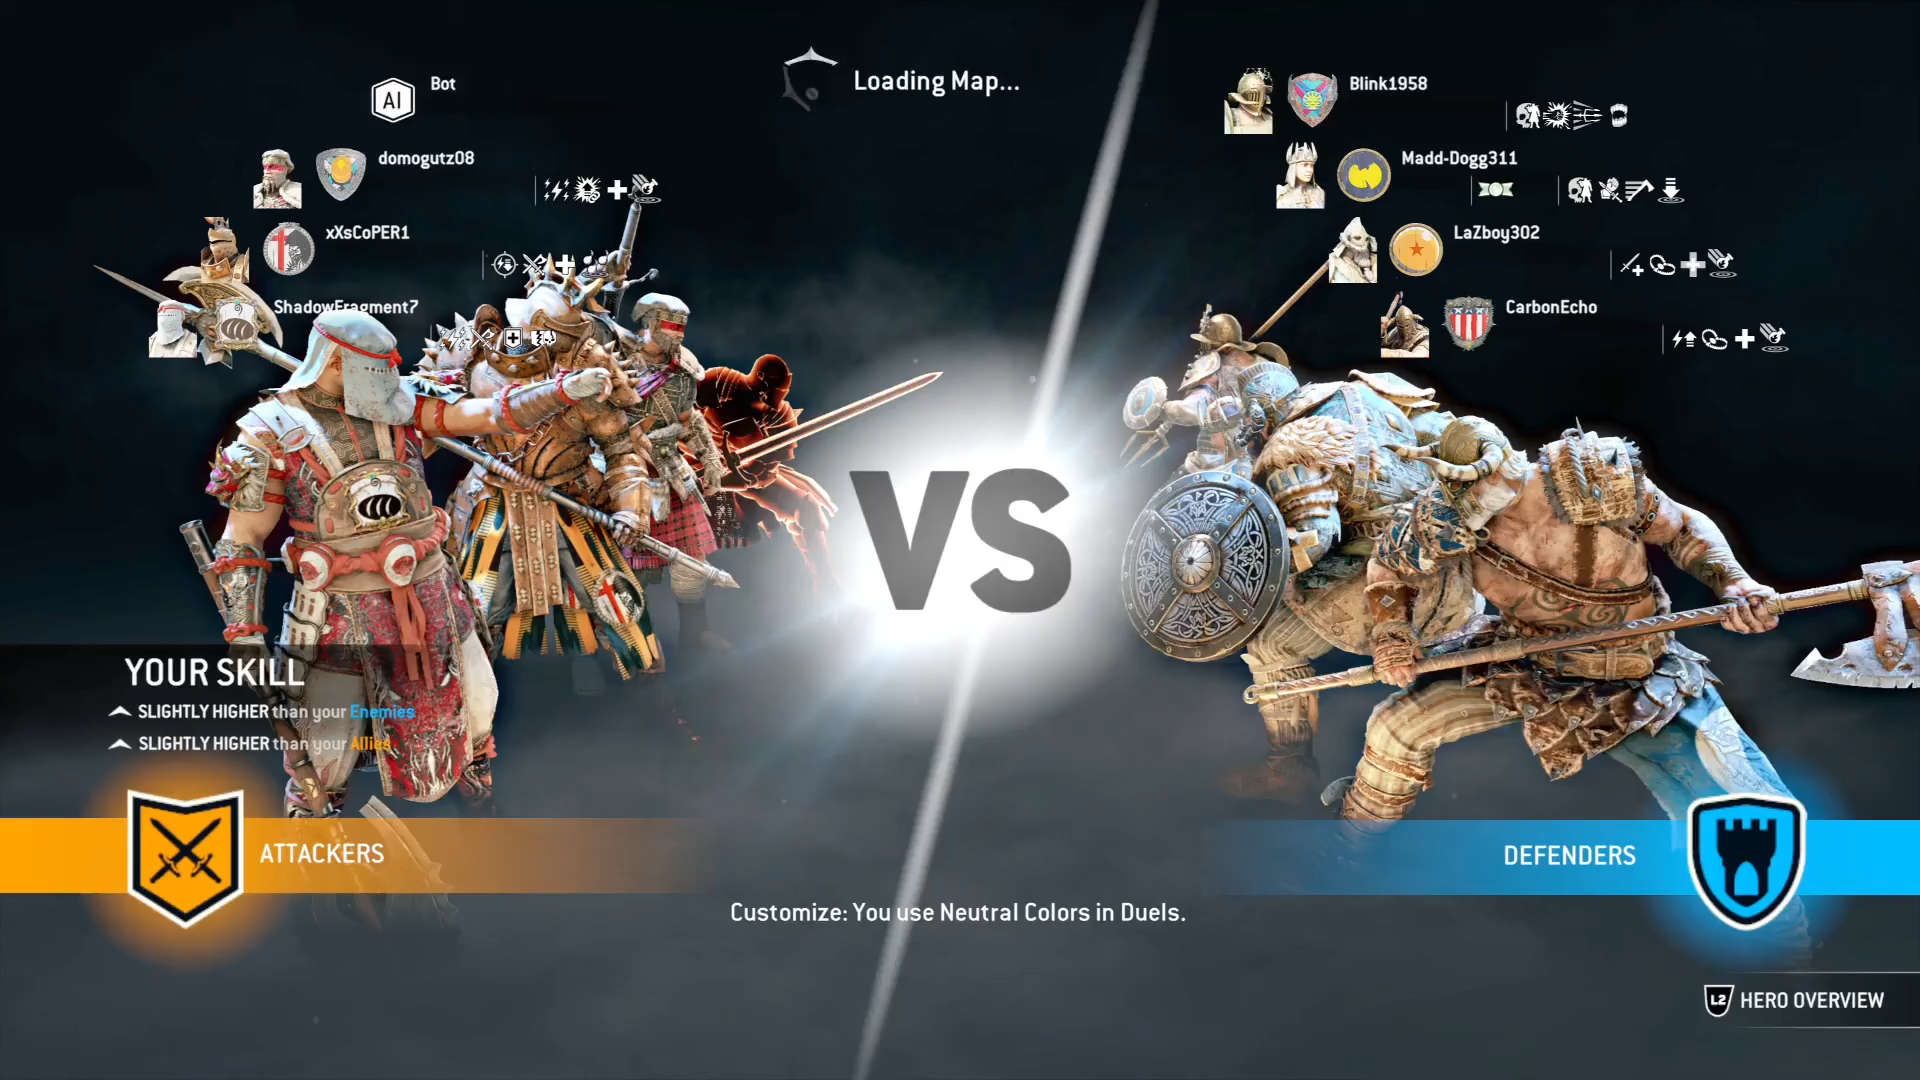 Loading Map...
AI
Bot
domogutz08
xXsCoPER1
ShadowFragment7
Blink1958
Madd-Dogg311
LaZboy302
CarbonEcho
VS
YOUR SKILL
SLIGHTLY HIGHER than your Enemies
SLIGHTLY HIGHER than your Allies
ATTACKERS
DEFENDERS
Customize: You use Neutral Colors in Duels.
L2 HERO OVERVIEW